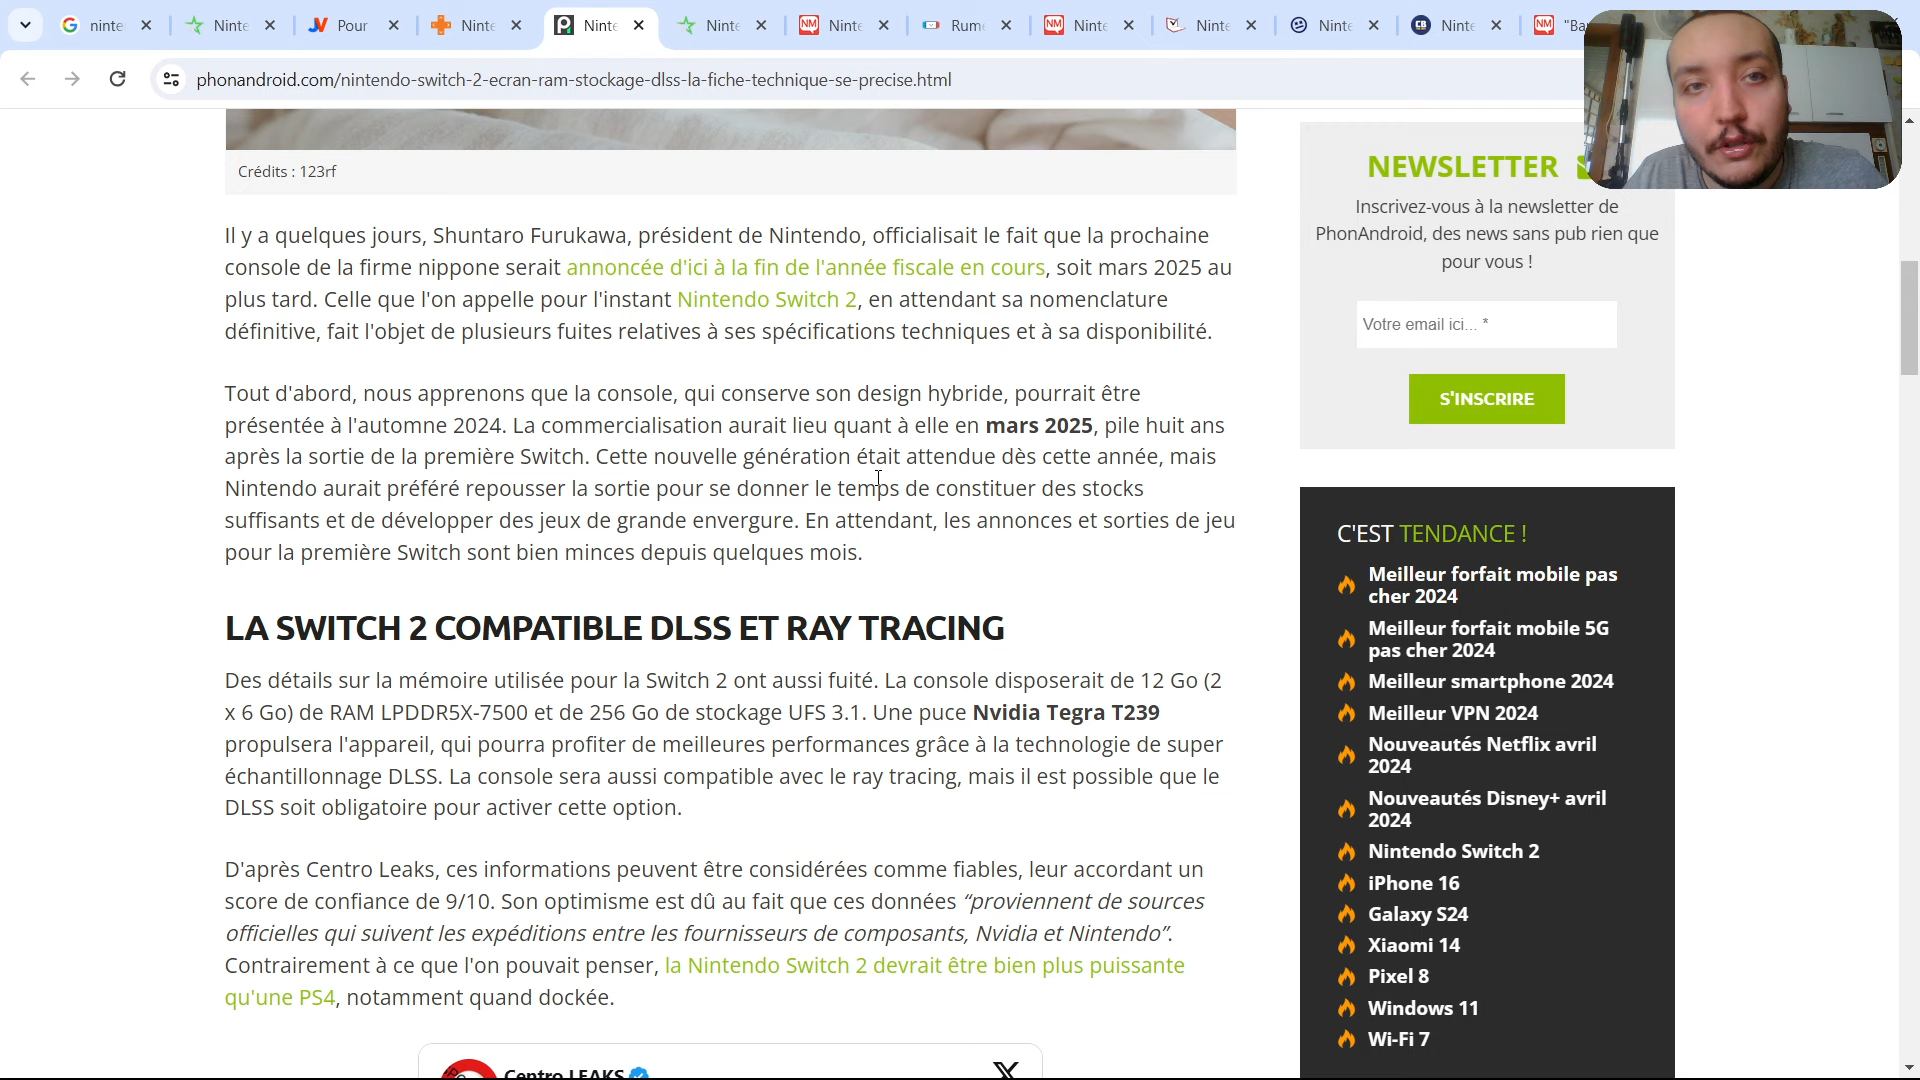 ninte
Ninte
Pour
Ninte
Ninte
Ninte
Ninte
Rume
Ninte
Ninte
Ninte
Ninte
"Ba
phonandroid.com/nintendo-switch-2-ecran-ram-stockage-dlss-la-fiche-technique-se-precise.html
Crédits : 123rf
Il y a quelques jours, Shuntaro Furukawa, président de Nintendo, officialisait le fait que la prochaine
console de la firme nippone serait annoncée d'ici à la fin de l'année fiscale en cours, soit mars 2025 au
plus tard. Celle que l'on appelle pour l'instant Nintendo Switch 2, en attendant sa nomenclature
définitive, fait l'objet de plusieurs fuites relatives à ses spécifications techniques et à sa disponibilité.
Tout d'abord, nous apprenons que la console, qui conserve son design hybride, pourrait être
présentée à l'automne 2024. La commercialisation aurait lieu quant à elle en mars 2025, pile huit ans
après la sortie de la première Switch. Cette nouvelle génération était attendue dès cette année, mais
Nintendo aurait préféré repousser la sortie pour se donner le temps de constituer des stocks
suffisants et de développer des jeux de grande envergure. En attendant, les annonces et sorties de jeu
pour la première Switch sont bien minces depuis quelques mois.
LA SWITCH 2 COMPATIBLE DLSS ET RAY TRACING
Des détails sur la mémoire utilisée pour la Switch 2 ont aussi fuité. La console disposerait de 12 Go (2
x 6 Go) de RAM LPDDR5X-7500 et de 256 Go de stockage UFS 3.1. Une puce Nvidia Tegra T239
propulsera l'appareil, qui pourra profiter de meilleures performances grâce à la technologie de super
échantillonnage DLSS. La console sera aussi compatible avec le ray tracing, mais il est possible que le
DLSS soit obligatoire pour activer cette option.
D'après Centro Leaks, ces informations peuvent être considérées comme fiables, leur accordant un
score de confiance de 9/10. Son optimisme est dû au fait que ces données “proviennent de sources
officielles qui suivent les expéditions entre les fournisseurs de composants, Nvidia et Nintendo”.
Contrairement à ce que l'on pouvait penser, la Nintendo Switch 2 devrait être bien plus puissante
qu'une PS4, notamment quand dockée.
Centro LEAKS
NEWSLETTER
Inscrivez-vous à la newsletter de
PhonAndroid, des news sans pub rien que
pour vous !
Votre email ici... *
S'INSCRIRE
C'EST TENDANCE !
Meilleur forfait mobile pas
cher 2024
Meilleur forfait mobile 5G
pas cher 2024
Meilleur smartphone 2024
Meilleur VPN 2024
Nouveautés Netflix avril
2024
Nouveautés Disney+ avril
2024
Nintendo Switch 2
iPhone 16
Galaxy S24
Xiaomi 14
Pixel 8
Windows 11
Wi-Fi 7